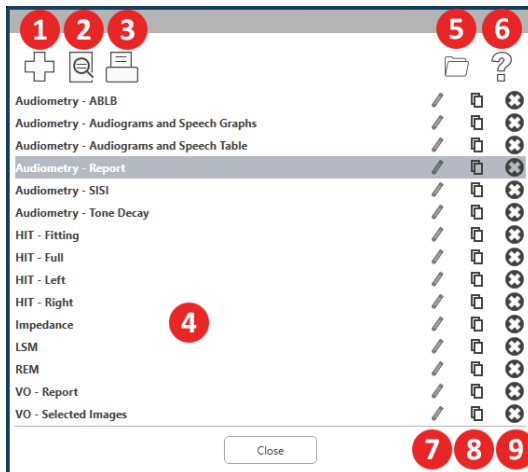 1 2 3 5 6
Audiometry - ABLB
Audiometry - Audiograms and Speech Graphs
Audiometry - Audiograms and Speech Table
Audiometry - Report
Audiometry - SISI
Audiometry - Tone Decay
HIT - Fitting
HIT - Full
HIT - Left
HIT - Right
Impedance 4
LSM
REM
VO - Report
VO - Selected Images
Close 7 8 9